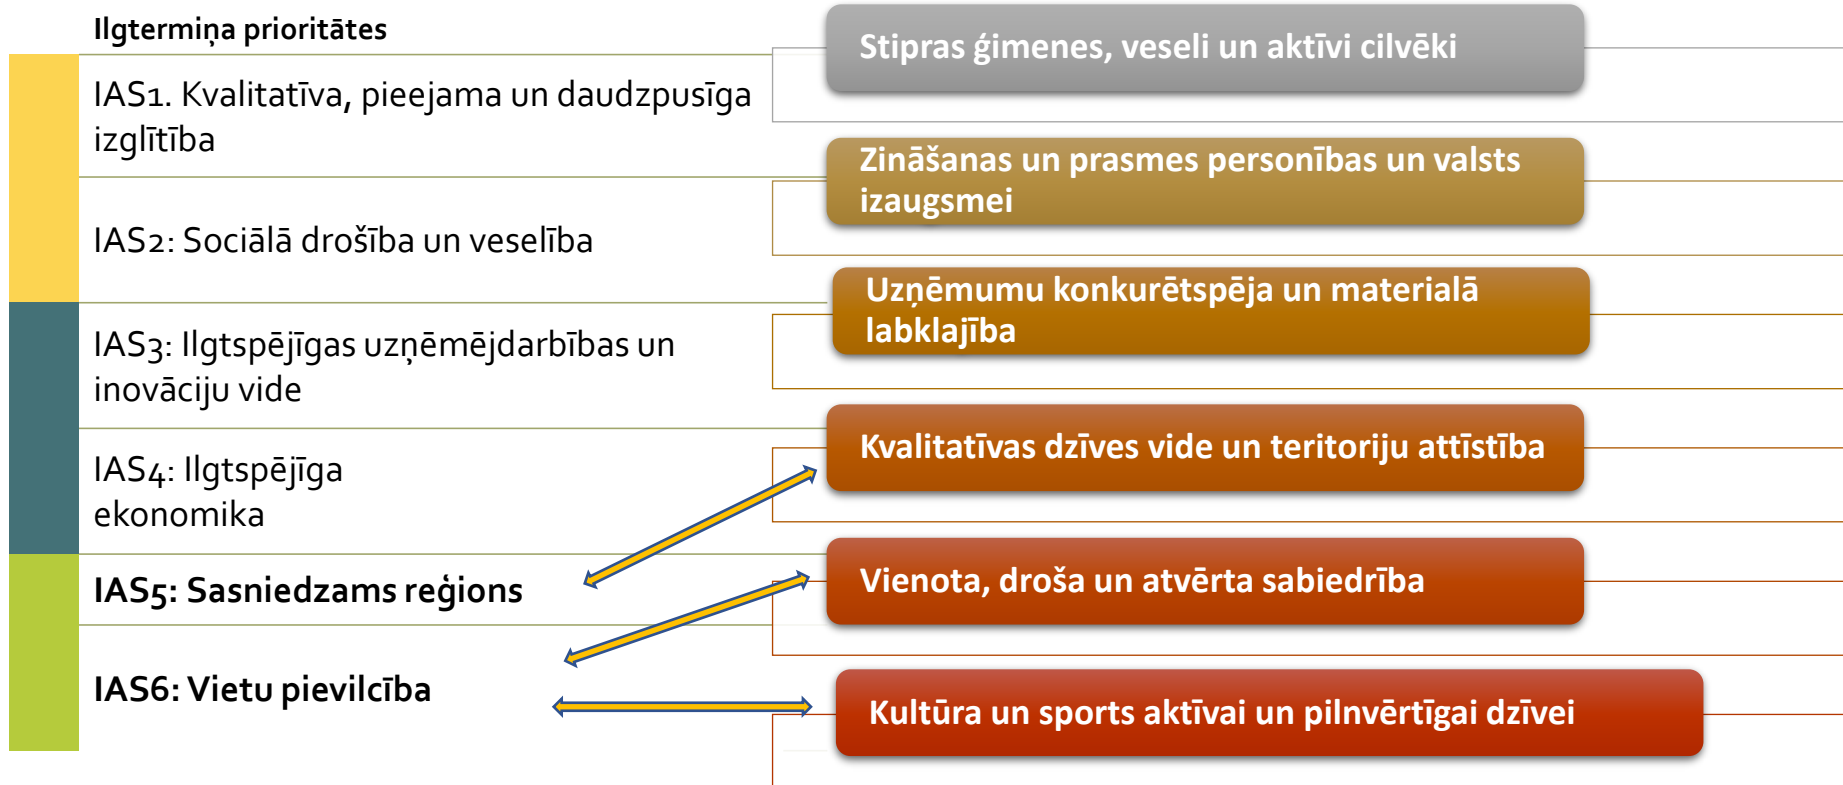 Ilgtermiņa prioritātes
IAS1. Kvalitatīva, pieejama un daudzpusīga
izglītība
IAS2: Sociālā drošība un veselība
IAS3: Ilgtspējīgas uzņēmējdarbības un
inovāciju vide
IAS4: Ilgtspējīga
ekonomika
IAS5: Sasniedzams reģions
IAS6: Vietu pievilcība
Stipras ģimenes, veseli un aktīvi cilvēki
Zināšanas un prasmes personības un valsts
izaugsmei
Uzņēmumu konkurētspēja un materialā
labklajība
Kvalitatīvas dzīves vide un teritoriju attīstība
Vienota, droša un atvērta sabiedrība
Kultūra un sports aktīvai un pilnvērtīgai dzīvei